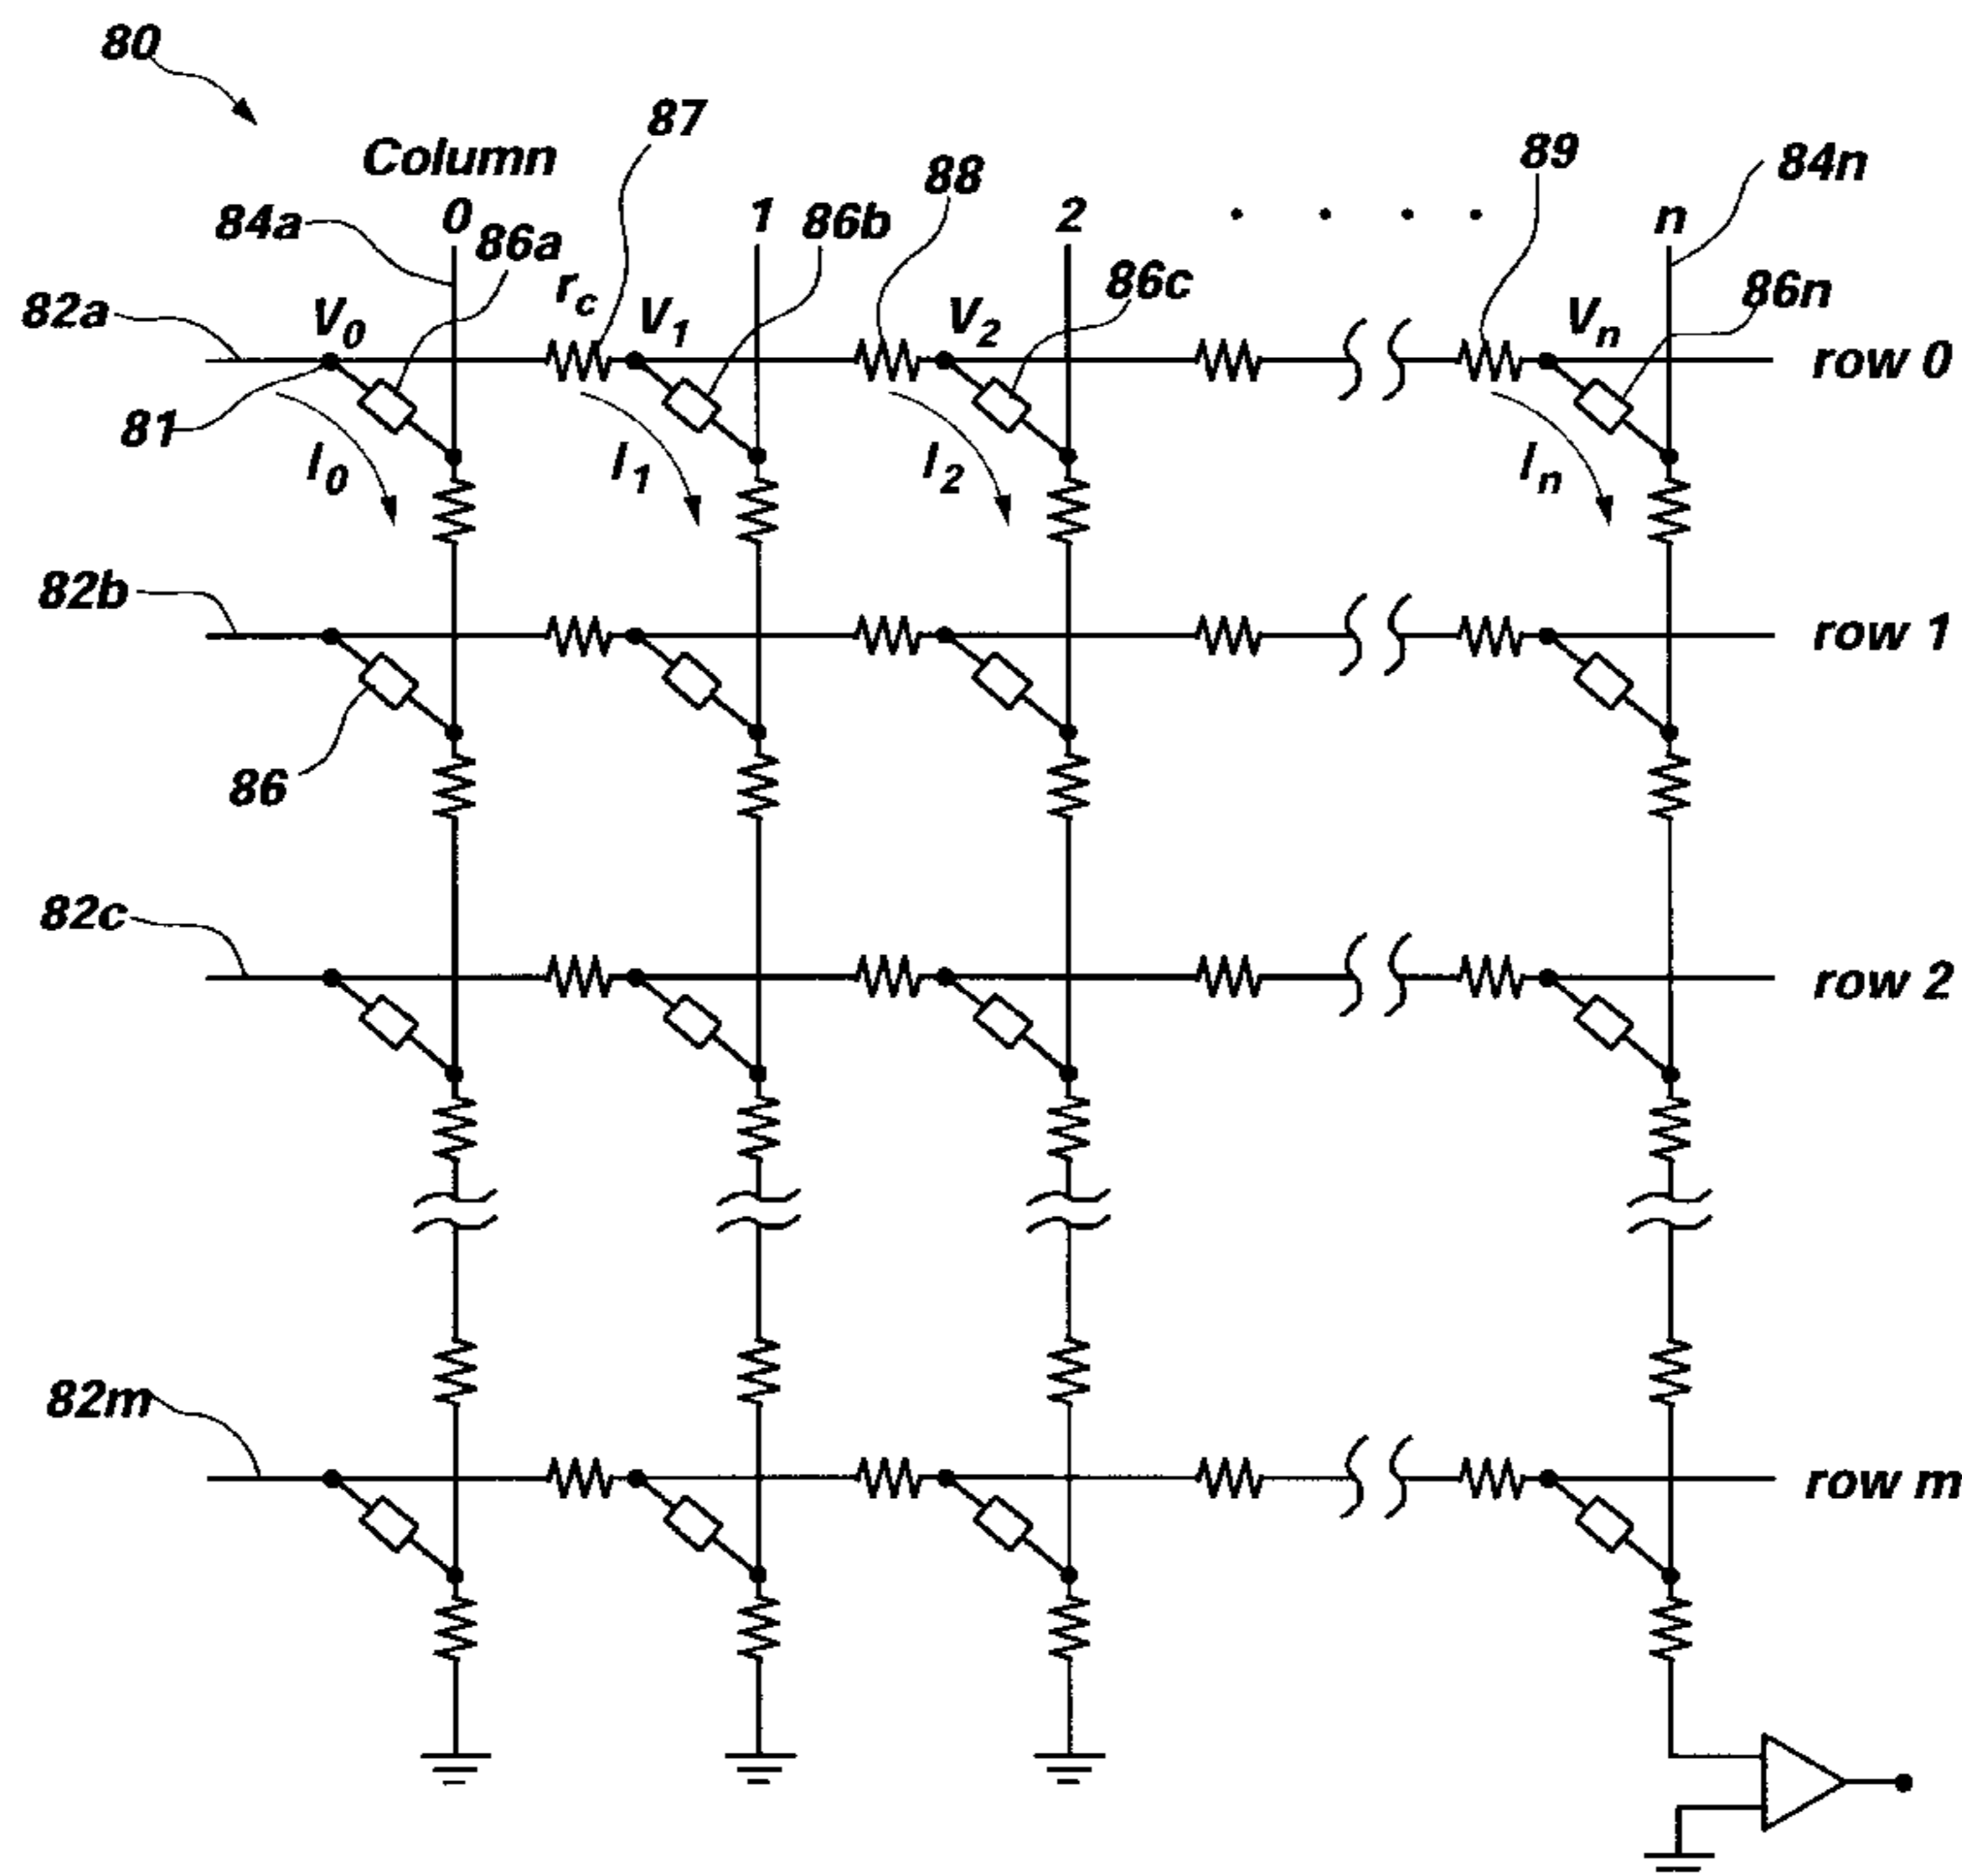 80
87
Column
88
89
84n
84a
0
86a
1
86b
2
. . . .
n
82a
V0
rc
V1
V2
86c
Vn
86n
row 0
81
I0
I1
I2
In
82b
row 1
86
82c
row 2
82m
row m